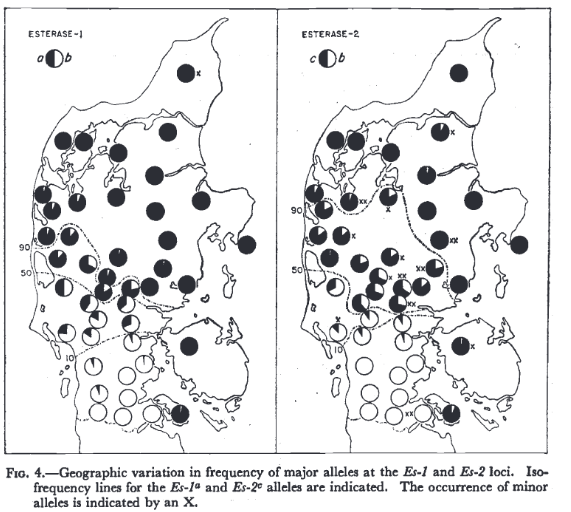 ESTERASE-1
a b
x
90
50
10
ESTERASE-2
c b
x
xx
x
90
x
xx
x
xx
x xx
50
xx
x
10
x
xx
FIG. 4.—Geographic variation in frequency of major alleles at the Es-1 and Es-2 loci. Iso-
frequency lines for the Es-1ᵃ and Es-2ᶜ alleles are indicated. The occurrence of minor
alleles is indicated by an X.